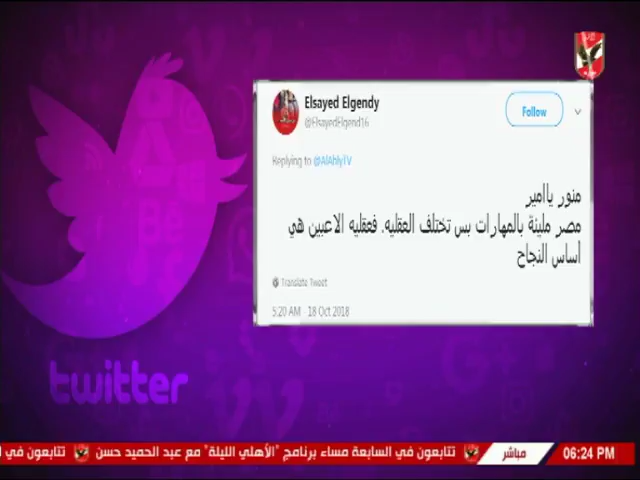 Elsayed Elgendy
@ElsayedElgend16
Follow
Replying to @AlAhlyTV
منور ياامير
مصر مليئة بالمهارات بس تختلف العقليه. فعقليه الاعبين هي
أساس النجاح
Translate Tweet
5:20 AM 18 Oct 2018
twitter
تتابعون في السابعة مساء برنامج "الأهلي الليلة" مع عبد الحميد حسن
تتابعون في
مباشر
06:24 PM